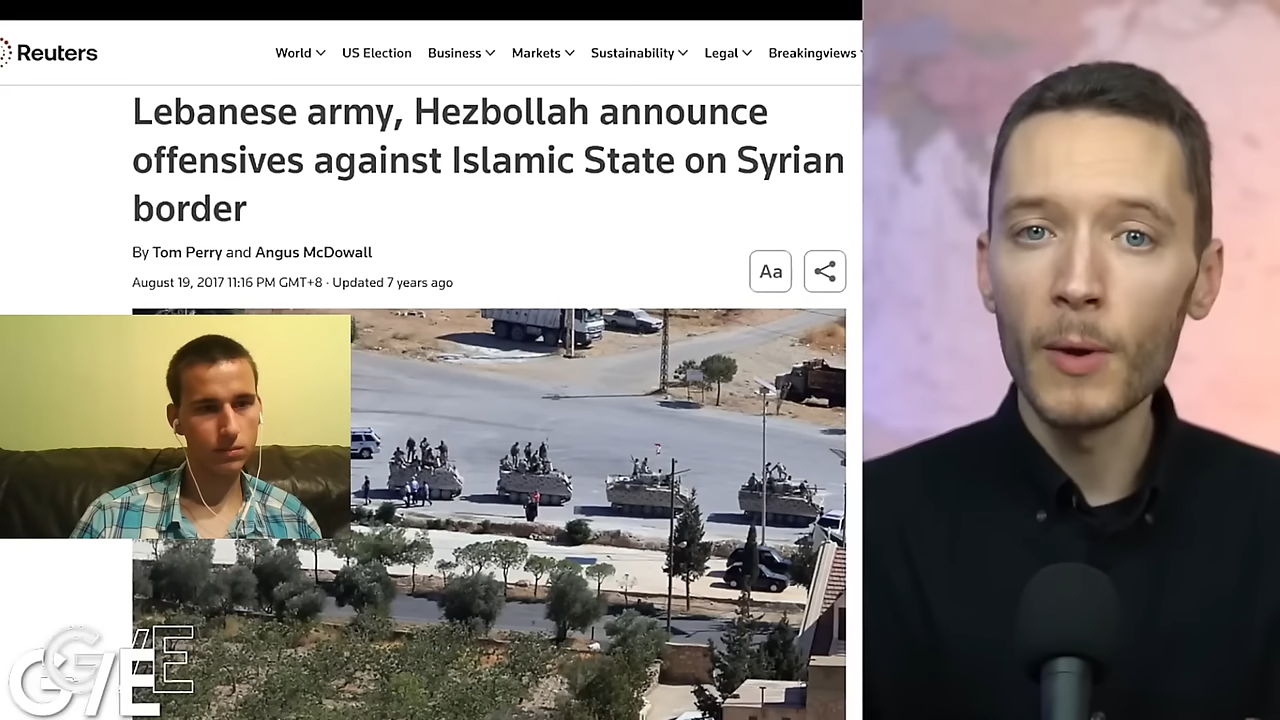 Reuters
World US Election Business Markets Sustainability Legal Breakingviews
Lebanese army, Hezbollah announce
offensives against Islamic State on Syrian
border
By Tom Perry and Angus McDowall
August 19, 2017 11:16 PM GMT+8 · Updated 7 years ago
Aa